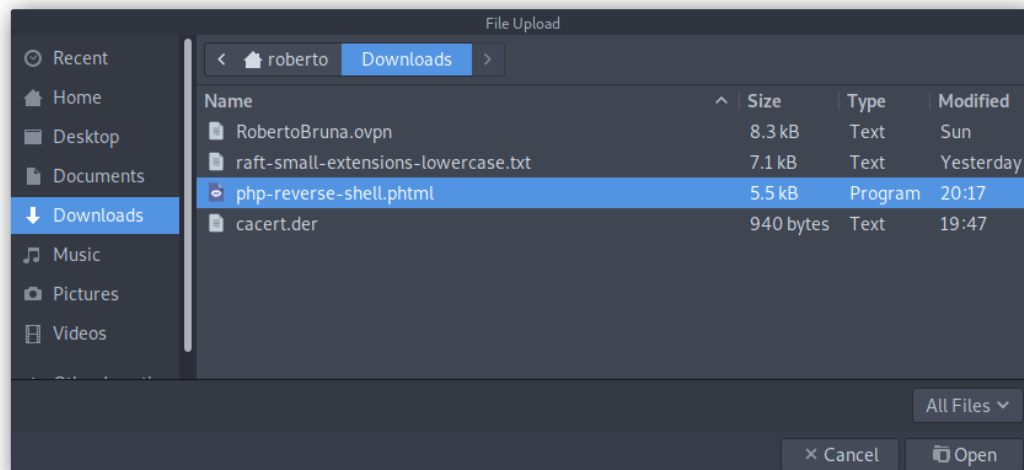 File Upload
Recent
Home
Desktop
Documents
Downloads
Music
Pictures
Videos
roberto Downloads
Name Size Type Modified
RobertoBruna.ovpn 8.3 kB Text Sun
raft-small-extensions-lowercase.txt 7.1 kB Text Yesterday
php-reverse-shell.phtml 5.5 kB Program 20:17
cacert.der 940 bytes Text 19:47
All Files
Cancel Open